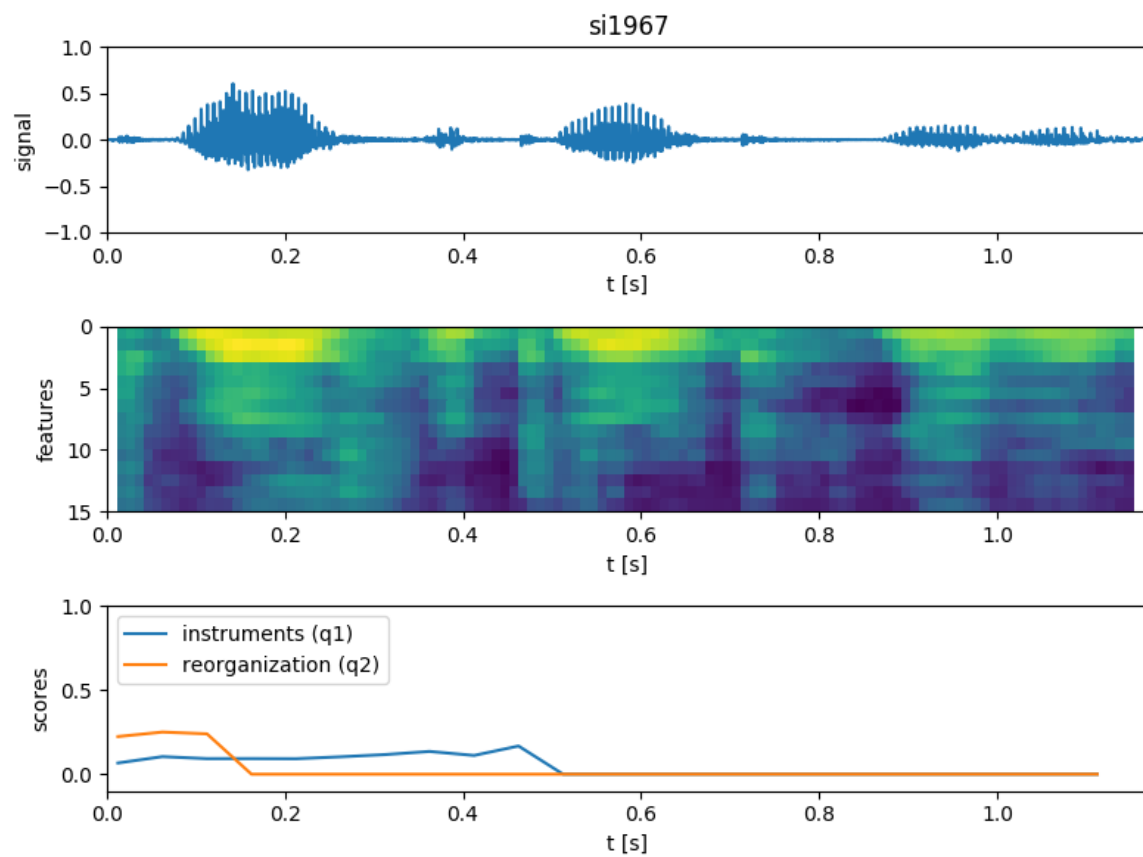 si1967
1.0
0.5
0.0
−0.5
−1.0
signal
0.0 0.2 0.4 0.6 0.8 1.0
t [s]
0
5
10
15
features
0.0 0.2 0.4 0.6 0.8 1.0
t [s]
1.0
0.5
0.0
scores
instruments (q1)
reorganization (q2)
0.0 0.2 0.4 0.6 0.8 1.0
t [s]